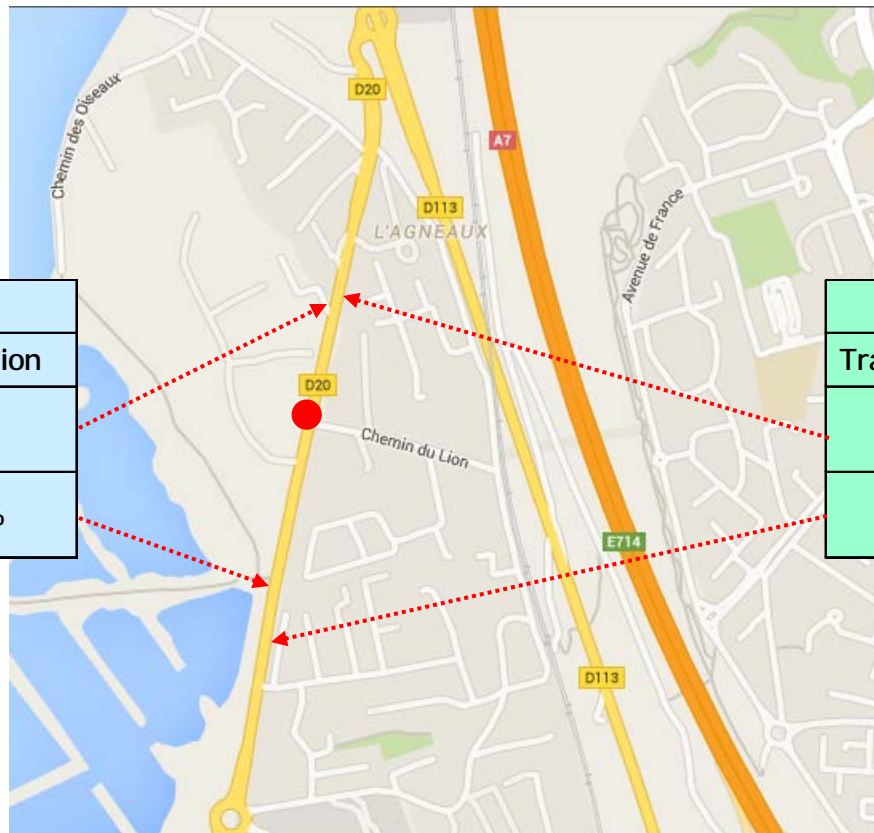 D20
Chemin des Oiseaux
A7
D113
L'AGNEAUX
Avenue de France
ion
Tra
D20
Chemin du Lion
%
E714
D113